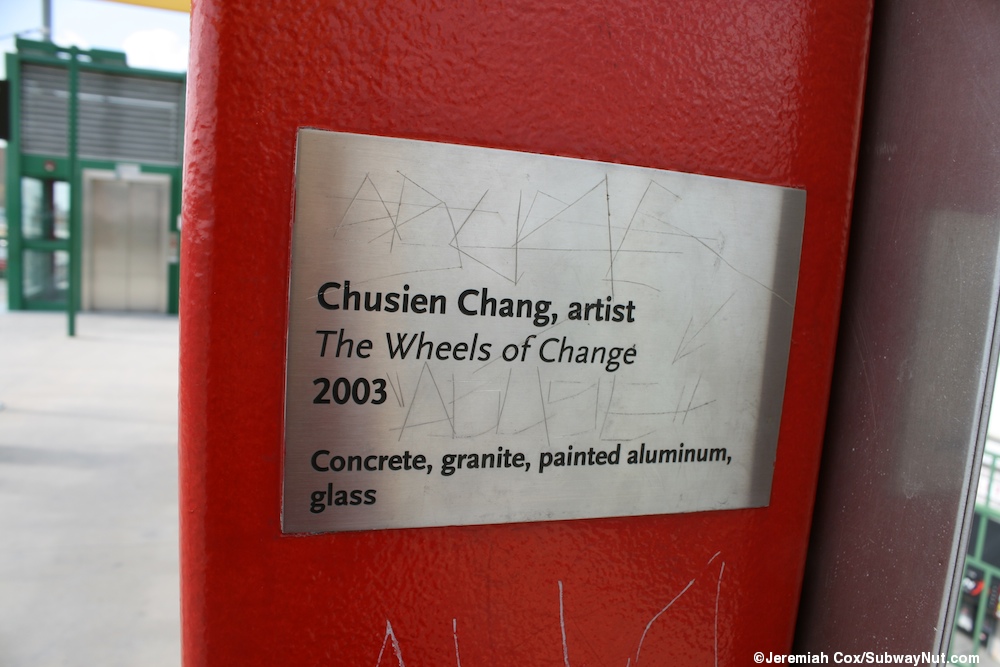 Chusien Chang, artist
The Wheels of Change
2003
Concrete, granite, painted aluminum,
glass
©Jeremiah Cox/SubwayNut.com